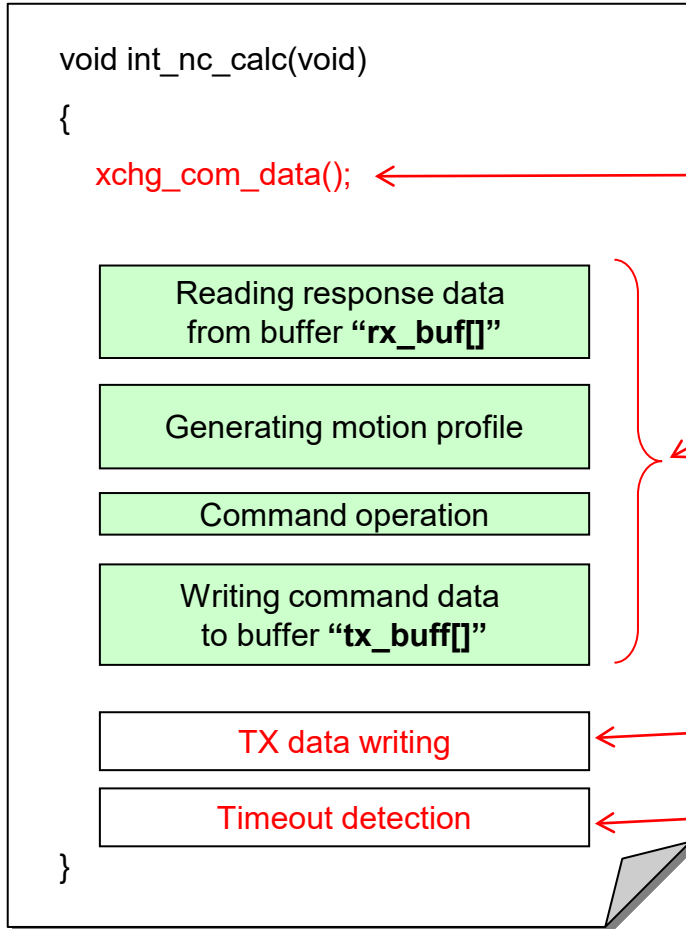 void int_nc_calc(void)
{
xchg_com_data();
Reading response data
from buffer “rx_buf[]”
Generating motion profile
Command operation
Writing command data
to buffer “tx_buff[]”
TX data writing
Timeout detection
}